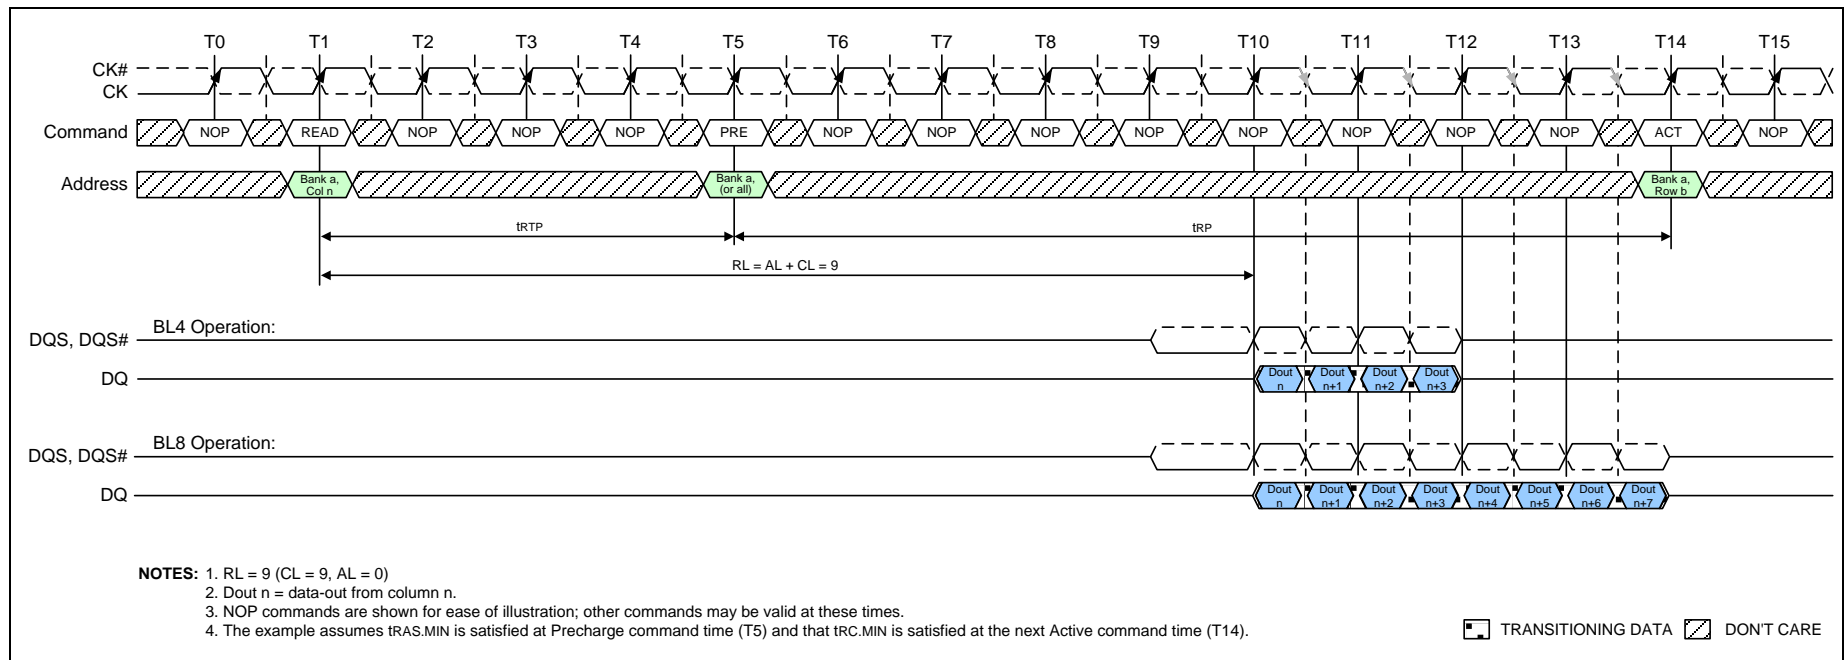 T0 T1 T2 T3 T4 T5 T6 T7 T8 T9 T10 T11 T12 T13 T14 T15
CK#
CK
Command NOP READ NOP NOP NOP PRE NOP NOP NOP NOP NOP NOP NOP NOP ACT NOP
Address Bank a, Col n Bank a, (or all) Bank a, Row b
tRTP tRP
RL = AL + CL = 9
BL4 Operation:
DQS, DQS#
DQ Dout n Dout n+1 Dout n+2 Dout n+3
BL8 Operation:
DQS, DQS#
DQ Dout n Dout n+1 Dout n+2 Dout n+3 Dout n+4 Dout n+5 Dout n+6 Dout n+7
NOTES: 1. RL = 9 (CL = 9, AL = 0)
2. Dout n = data-out from column n.
3. NOP commands are shown for ease of illustration; other commands may be valid at these times.
4. The example assumes tRAS.MIN is satisfied at Precharge command time (T5) and that tRC.MIN is satisfied at the next Active command time (T14).
TRANSITIONING DATA DON'T CARE